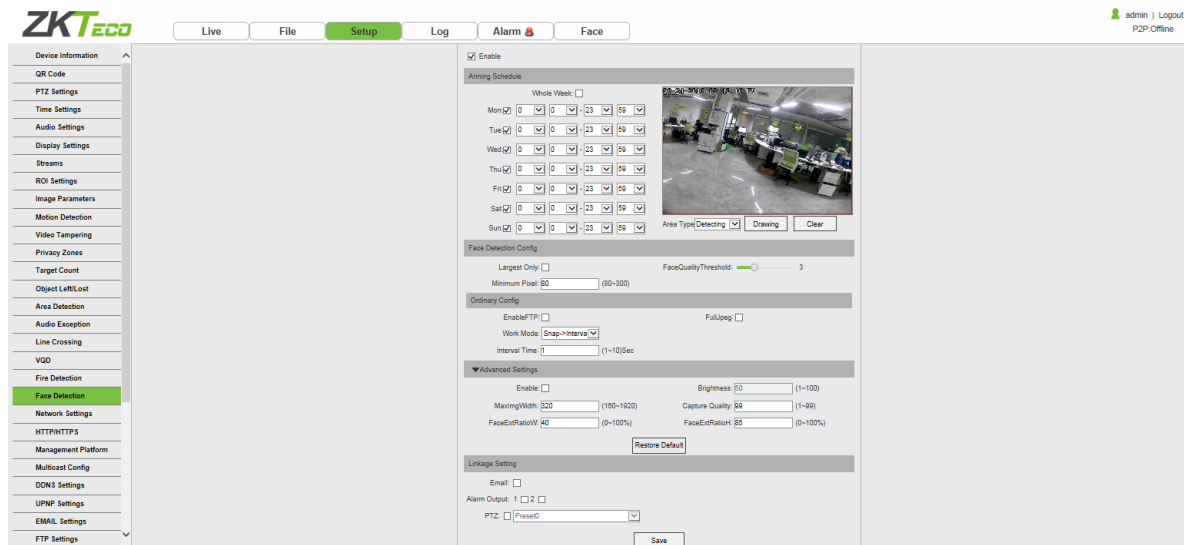 ZKTECO
Live File Setup Log Alarm Face
admin | Logout
P2P:Offline
Device Information
QR Code
PTZ Settings
Time Settings
Audio Settings
Display Settings
Streams
ROI Settings
Image Parameters
Motion Detection
Video Tampering
Privacy Zones
Target Count
Object Left/Lost
Area Detection
Audio Exception
Line Crossing
VQD
Fire Detection
Face Detection
Network Settings
HTTP/HTTPS
Management Platform
Multicast Config
DDNS Settings
UPNP Settings
EMAIL Settings
FTP Settings
Enable
Arming Schedule
Whole Week:
Mon: 0 0 - 23 59
Tue: 0 0 - 23 59
Wed: 0 0 - 23 59
Thu: 0 0 - 23 59
Fri: 0 0 - 23 59
Sat: 0 0 - 23 59
Sun: 0 0 - 23 59
Area Type Detecting Drawing Clear
Face Detection Config
Largest Only: FaceQualityThreshold: 3
Minimum Pixel: 80 (80~300)
Ordinary Config
EnableFTP: FullJpeg:
Work Mode: Snap->Interva
Interval Time: 1 (1~10)Sec
Advanced Settings
Enable: Brightness: 50 (1~100)
MaxImgWidth: 320 (160~1920) Capture Quality: 99 (1~99)
FaceExtRatioW: 40 (0~100%) FaceExtRatioH: 85 (0~100%)
Restore Default
Linkage Setting
Email:
Alarm Output: 1 2
PTZ: Preset0
Save